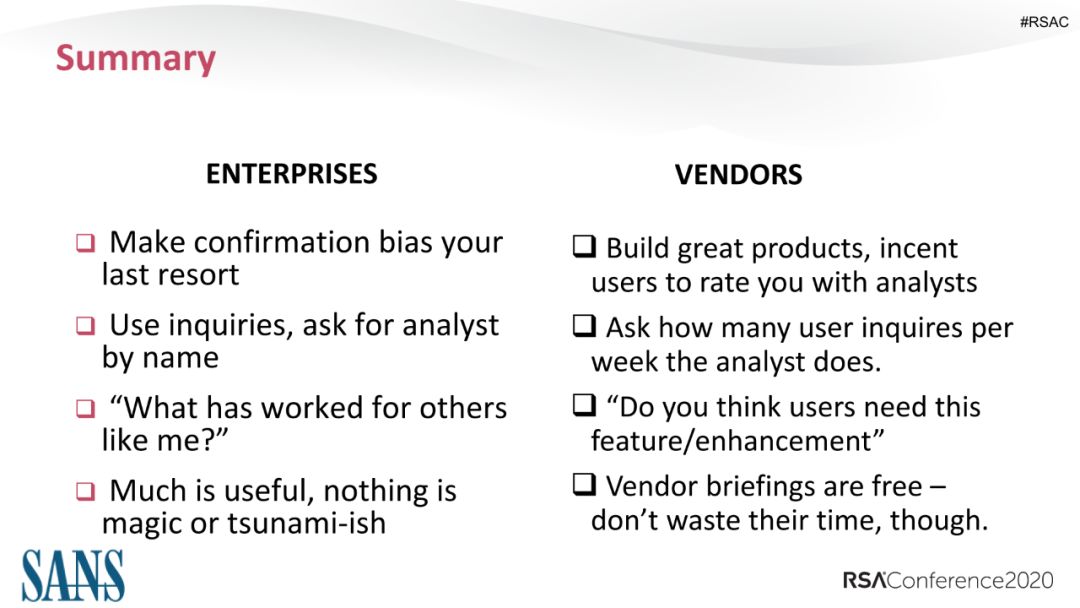 #RSAC
Summary
ENTERPRISES
❑ Make confirmation bias your
last resort
❑ Use inquiries, ask for analyst
by name
❑ “What has worked for others
like me?”
❑ Much is useful, nothing is
magic or tsunami-ish
VENDORS
❑ Build great products, incent
users to rate you with analysts
❑ Ask how many user inquires per
week the analyst does.
❑ “Do you think users need this
feature/enhancement”
❑ Vendor briefings are free –
don’t waste their time, though.
SANS
RSAConference2020